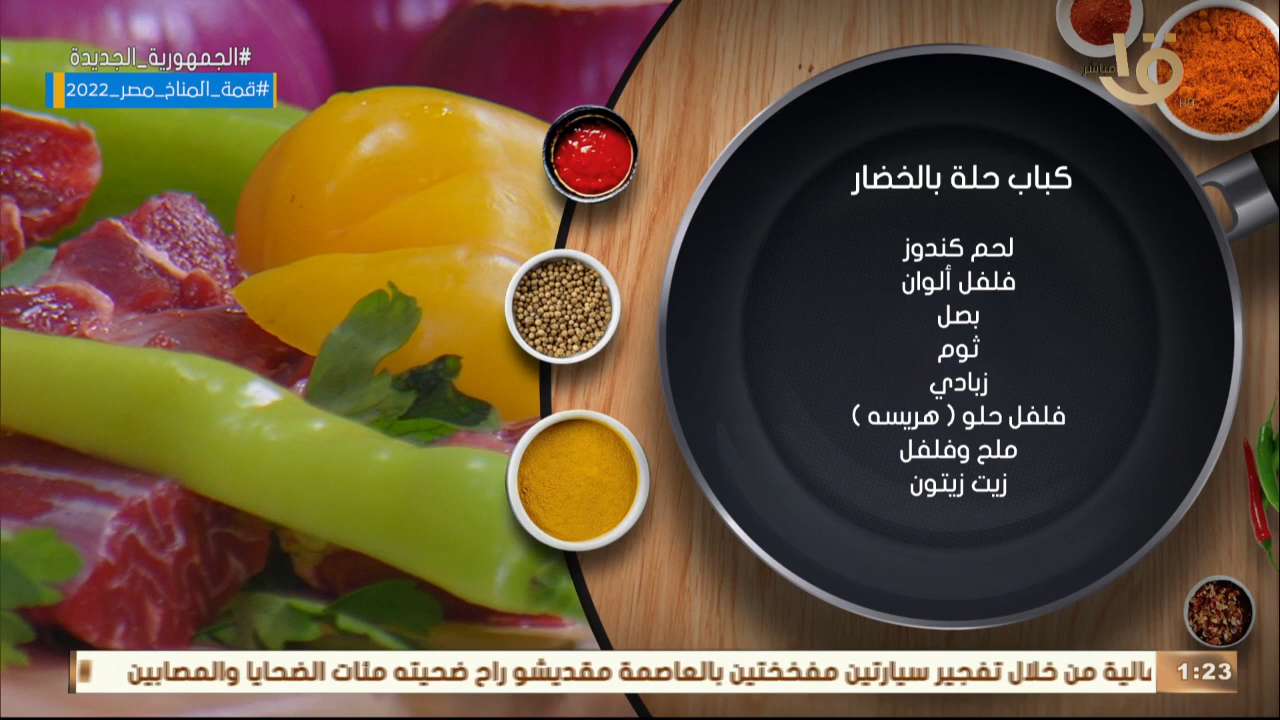 #الجمهورية_الجديدة
#قمة_المناخ_مصر_2022
مباشر
كباب حلة بالخضار
لحم كندوز
فلفل ألوان
بصل
ثوم
زبادي
فلفل حلو ( هريسه )
ملح وفلفل
زيت زيتون
من خلال تفجير سيارتين مفخختين بالعاصمة مقديشو راح ضحيته مئات الضحايا والمصابين
1:23